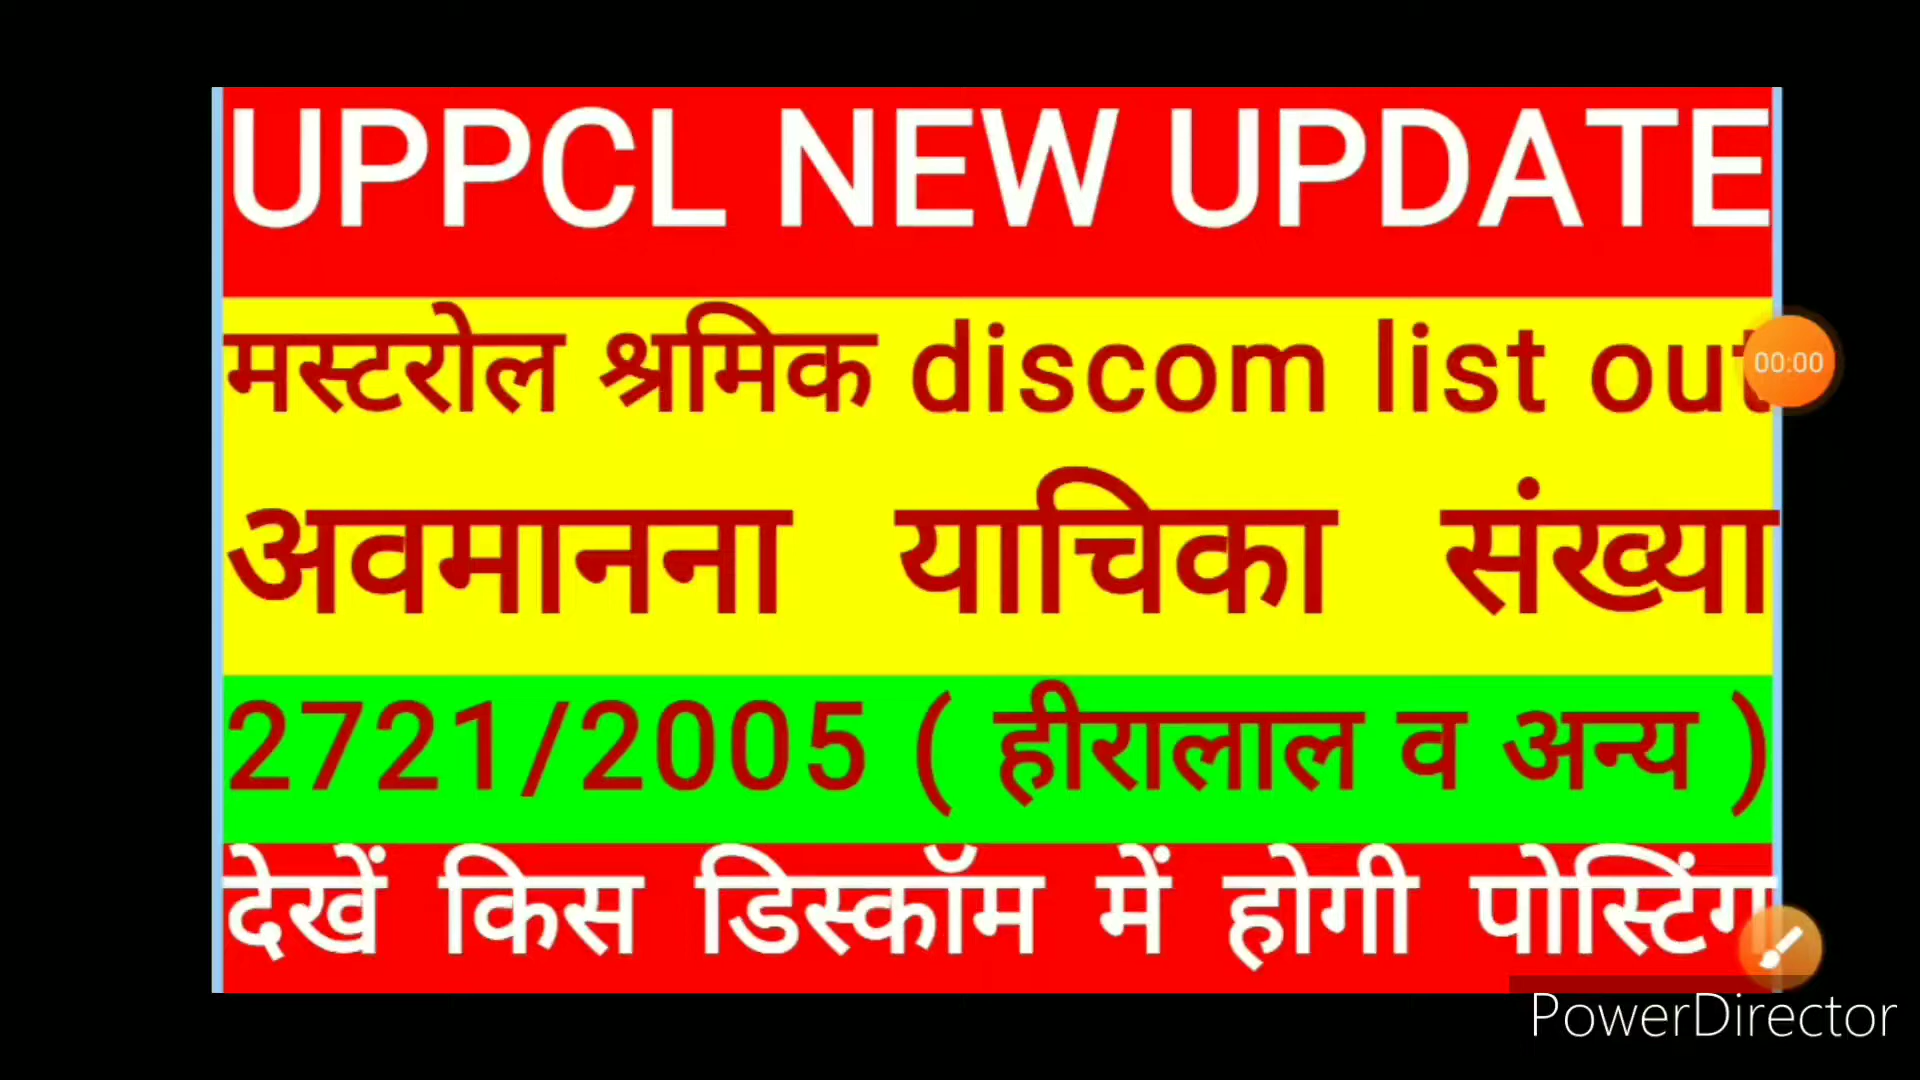 UPPCL NEW UPDATE
मस्टरोल श्रमिक discom list out
00:00
अवमानना याचिका संख्या
2721/2005 ( हीरालाल व अन्य )
देखें किस डिस्कॉम में होगी पोस्टिंग
PowerDirector